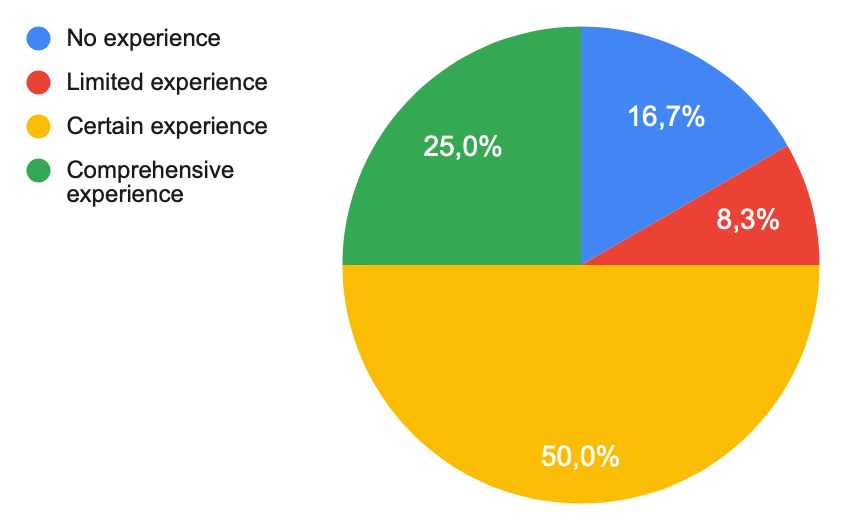 No experience
Limited experience
Certain experience
Comprehensive
experience
16,7%
25,0%
8,3%
50,0%